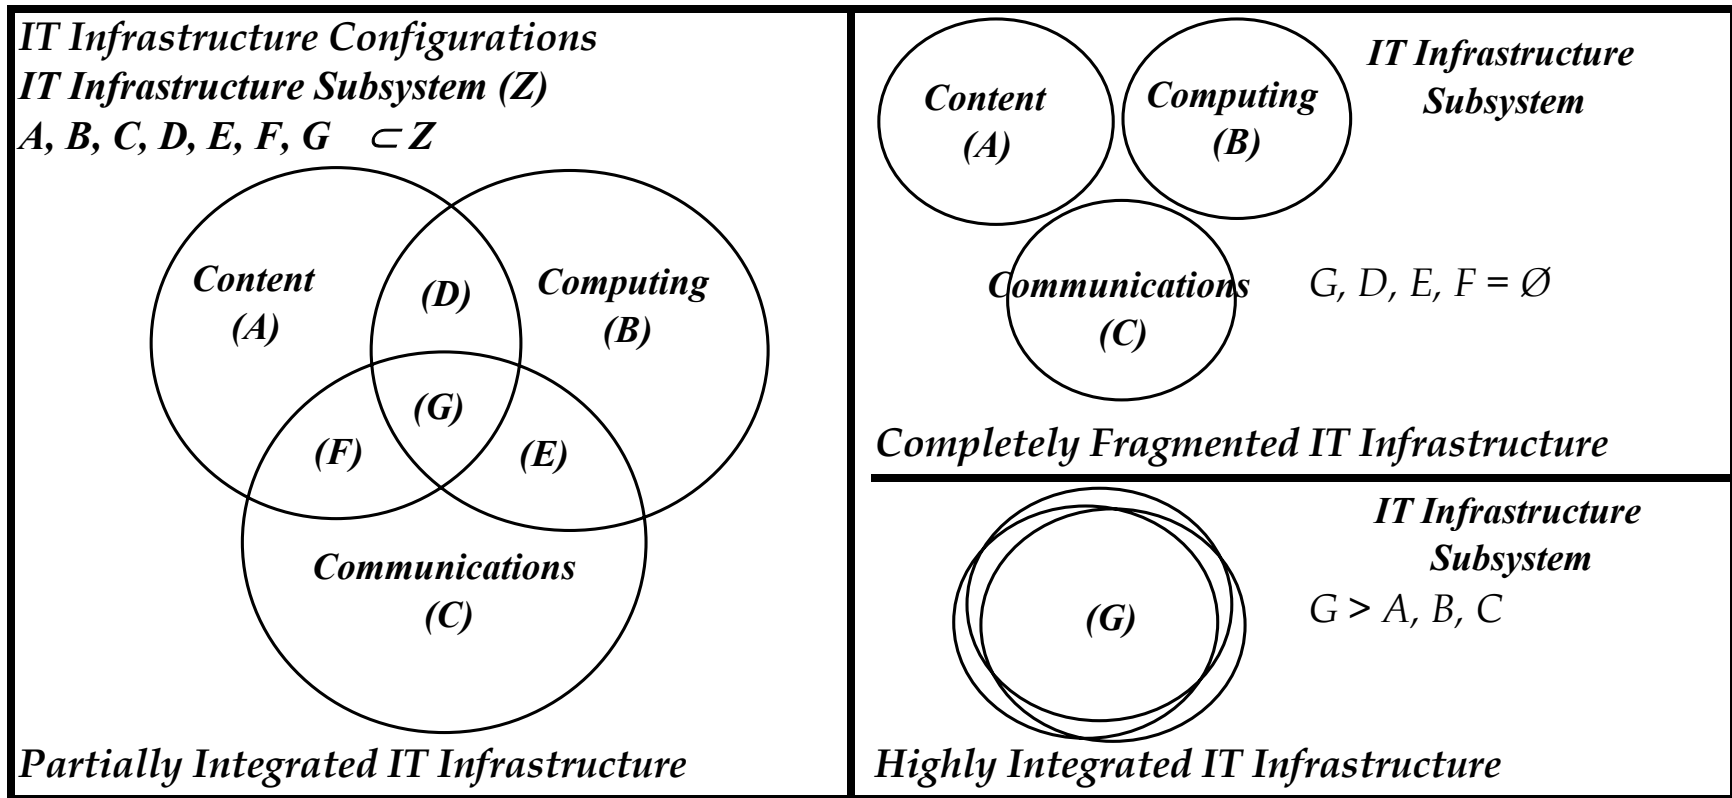 IT Infrastructure Configurations
IT Infrastructure Subsystem (Z)
A, B, C, D, E, F, G ⊂ Z
Content
(A)
(D)
Computing
(B)
(G)
(F)
(E)
Communications
(C)
Partially Integrated IT Infrastructure
Content
(A)
Computing
(B)
IT Infrastructure
Subsystem
Communications
(C)
G, D, E, F = Ø
Completely Fragmented IT Infrastructure
IT Infrastructure
Subsystem
(G)
G > A, B, C
Highly Integrated IT Infrastructure